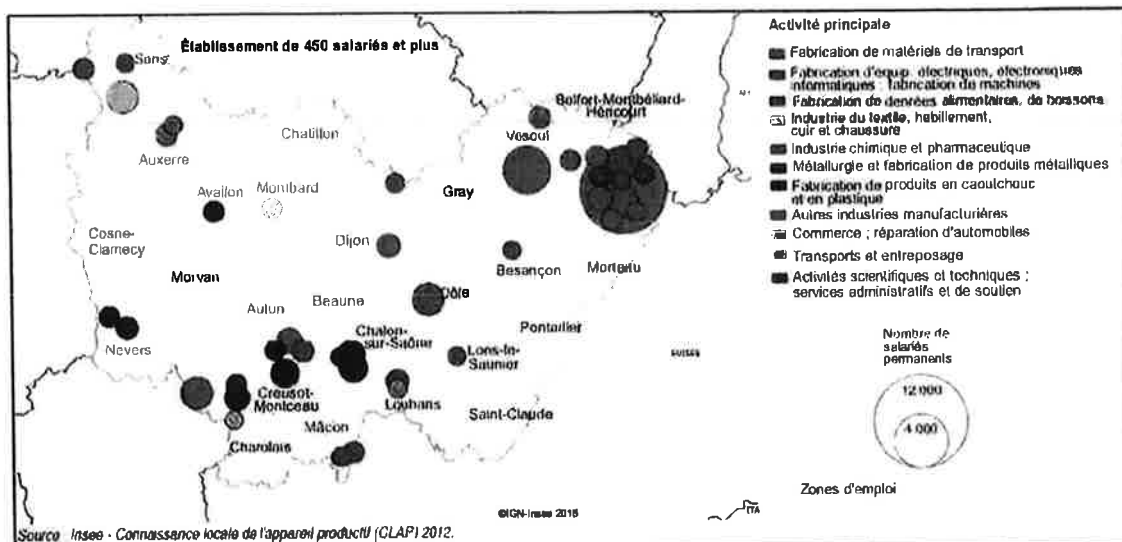 Établissement de 450 salariés et plus
Sens
Auxerre
Chatillon
Avallon
Montbard
Cosne-
Clamecy
Morvan
Nevers
Autun
Beaune
Dijon
Gray
Vesoul
Belfort-Montbéliard-
Héricourt
Besançon
Morteau
Dôle
Pontarlier
Chalon-
sur-Saône
Lons-le-
Saunier
Creusot-
Montceau
Louhans
Saint-Claude
Mâcon
Charolais
SUISSE
ITA
©IGN-Insee 2015
Source : Insee - Connaissance locale de l'appareil productif (CLAP) 2012.
Activité principale
Fabrication de matériels de transport
Fabrication d'équip. électriques, électroniques
informatiques ; fabrication de machines
Fabrication de denrées alimentaires, de boissons
Industrie du textile, habillement,
cuir et chaussure
Industrie chimique et pharmaceutique
Métallurgie et fabrication de produits métalliques
Fabrication de produits en caoutchouc
et en plastique
Autres industries manufacturières
Commerce ; réparation d'automobiles
Transports et entreposage
Activités scientifiques et techniques ;
services administratifs et de soutien
Nombre de
salariés
permanents
12 000
4 000
Zones d'emploi